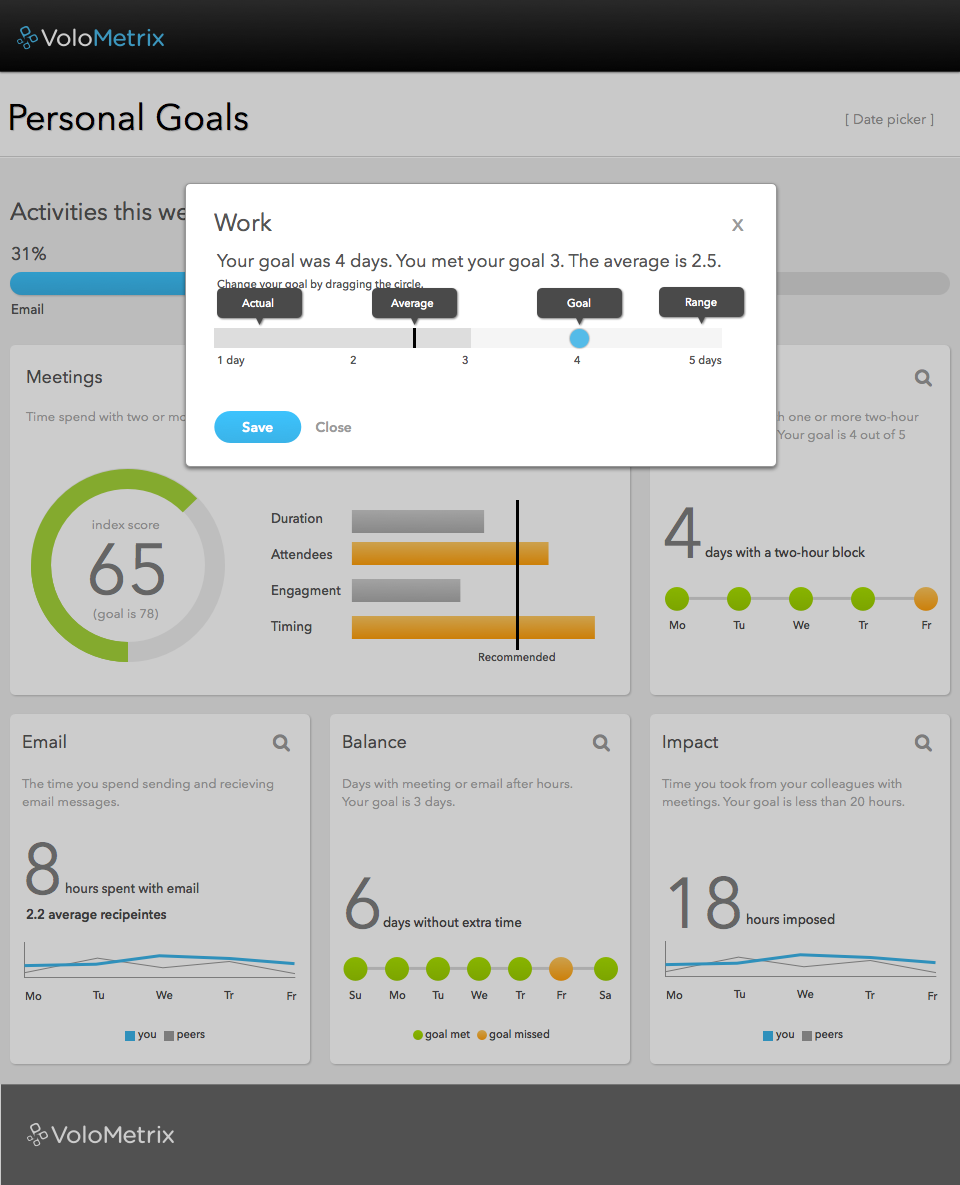 VoloMetrix
Personal Goals
[ Date picker ]
Activities this we
31%
Email
Work
X
Your goal was 4 days. You met your goal 3. The average is 2.5.
Change your goal by dragging the circle.
Actual
Average
Goal
Range
1 day
2
3
4
5 days
Save
Close
Meetings
Time spend with two or mo
index score
65
(goal is 78)
Duration
Attendees
Engagment
Timing
Recommended
h one or more two-hour
Your goal is 4 out of 5
4 days with a two-hour block
Mo Tu We Tr Fr
Email
The time you spend sending and recieving
email messages.
8 hours spent with email
2.2 average recipeintes
Mo Tu We Tr Fr
you peers
Balance
Days with meeting or email after hours.
Your goal is 3 days.
6 days without extra time
Su Mo Tu We Tr Fr Sa
goal met goal missed
Impact
Time you took from your colleagues with
meetings. Your goal is less than 20 hours.
18 hours imposed
Mo Tu We Tr Fr
you peers
VoloMetrix